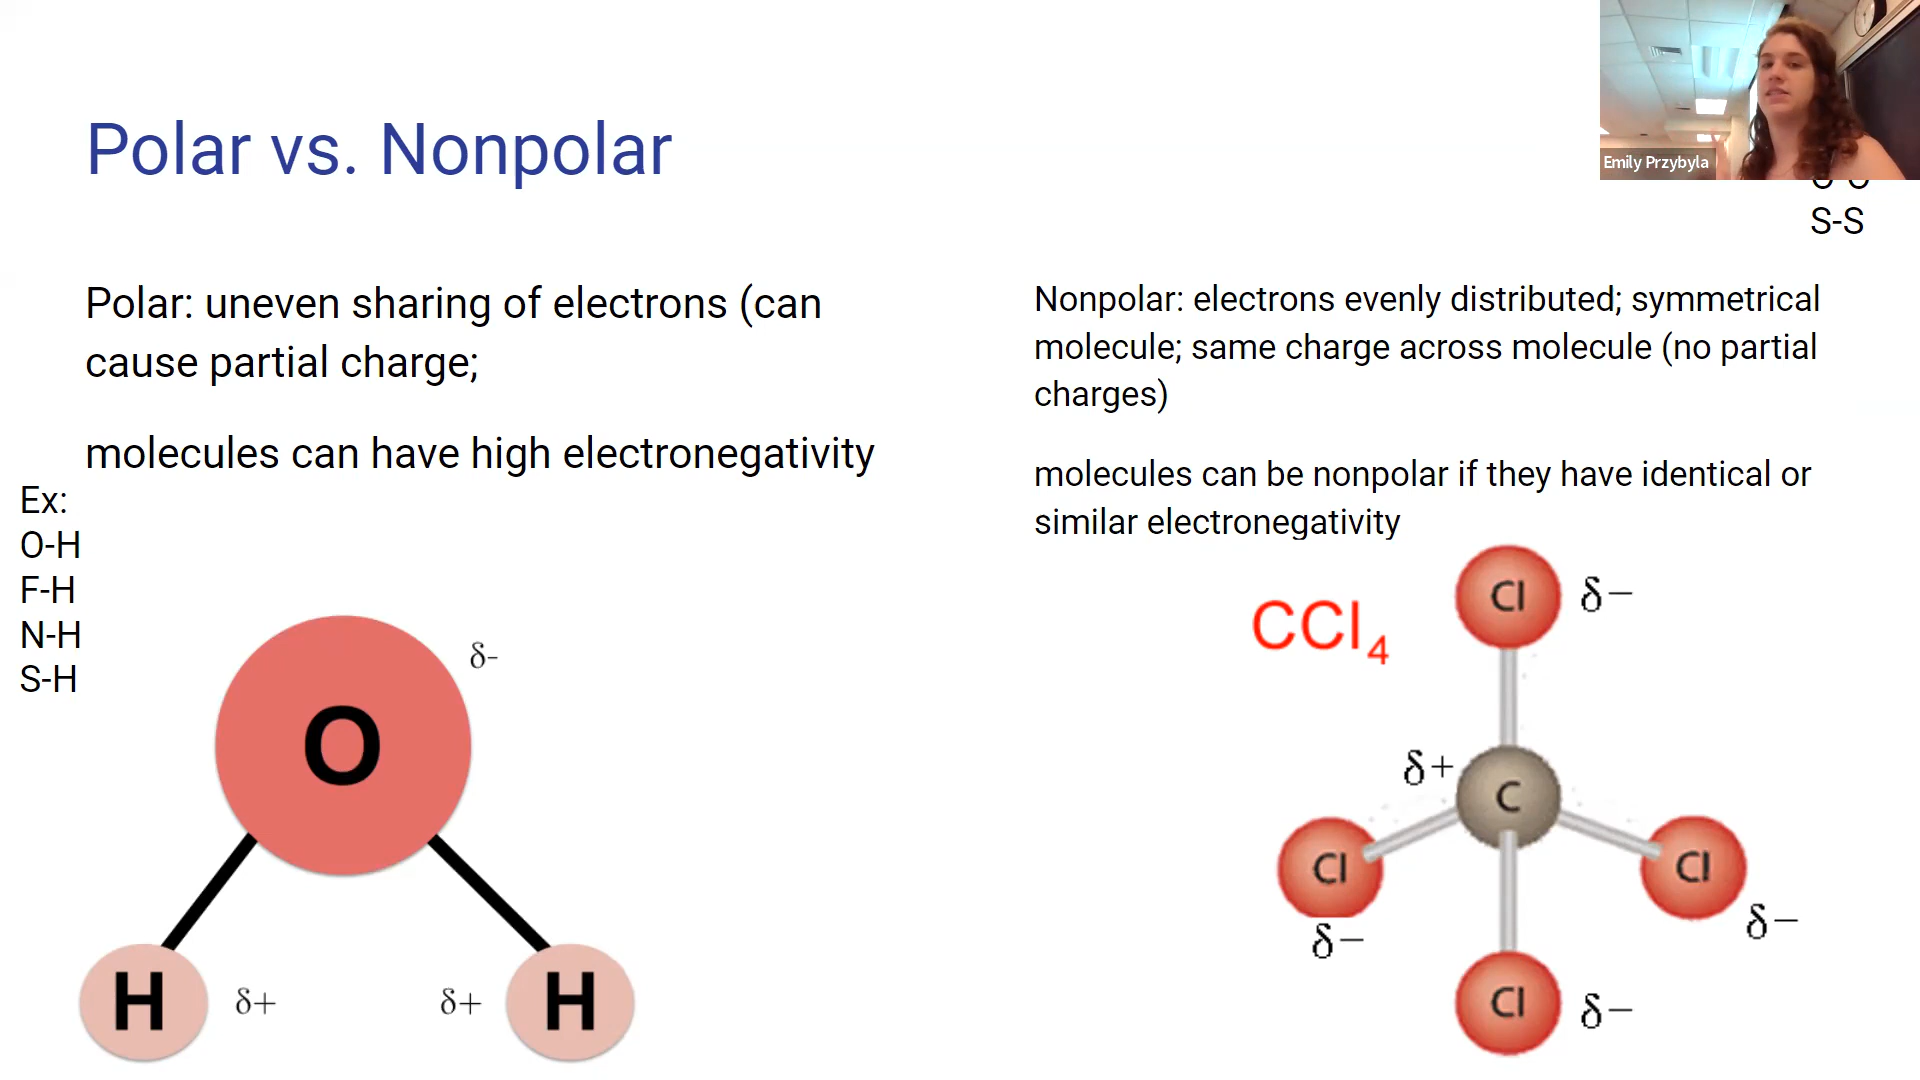 Polar vs. Nonpolar
Emily Przybyla
S-S
Polar: uneven sharing of electrons (can
cause partial charge;
molecules can have high electronegativity
Ex:
O-H
F-H
N-H
S-H
O
δ-
H
δ+
δ+
H
Nonpolar: electrons evenly distributed; symmetrical
molecule; same charge across molecule (no partial
charges)
molecules can be nonpolar if they have identical or
similar electronegativity
CCl₄
Cl
δ−
δ+
C
Cl
δ−
Cl
δ−
Cl
δ−